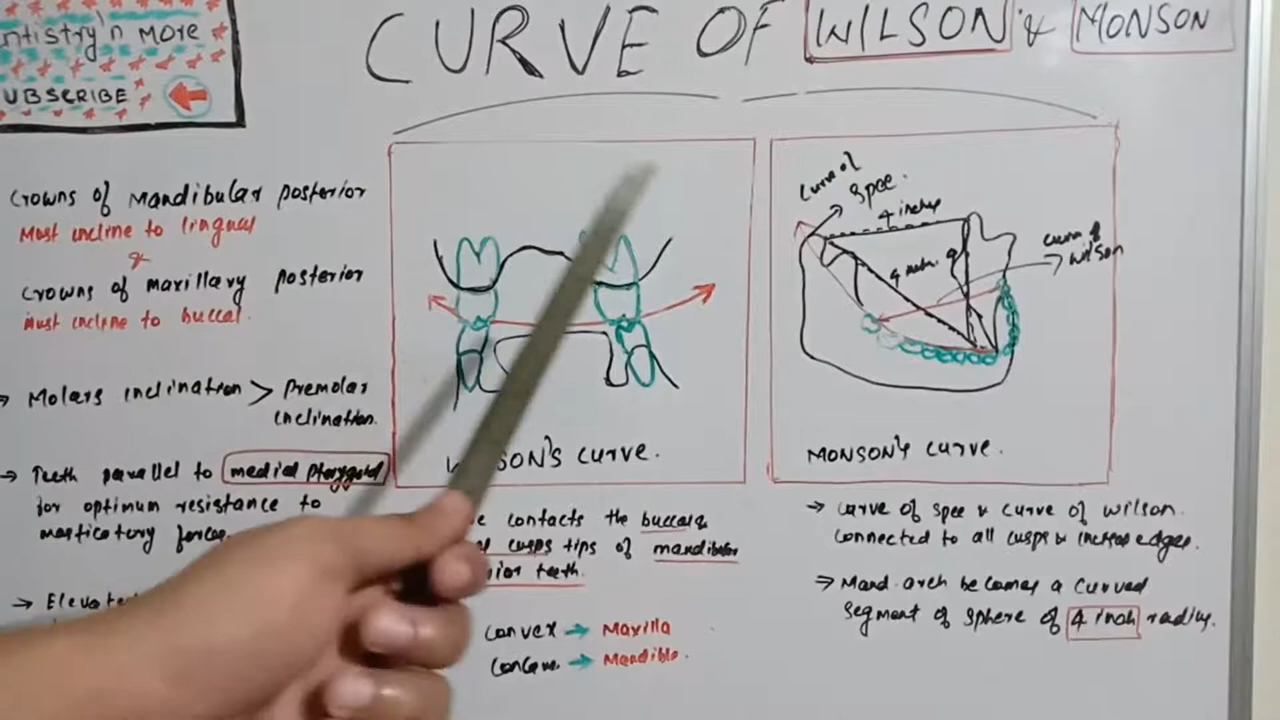 CURVE OF WILSON & MONSON
ntistry'n MORE
UBSCRIBE
Crowns of Mandibular posterior
Must incline to lingual
&
Crowns of maxillary posterior
Must incline to buccal.
→ Molars inclination > Premolar
inclination.
→ Teeth parallel to medial pterygoid
for optimum resistance to
masticatory forces.
→ Elevate
SON'S curve.
contacts the buccal &
cusps tips of mandibular
teeth.
convex → Maxilla
concave → Mandible.
curve of
Spee.
4 inches
4 inch.
curve of
wilson
MONSON'S curve.
→ curve of spee & curve of wilson.
connected to all cusps & incisal edges.
→ Mand. arch becomes a curved
segment of sphere of 4 inch radius.